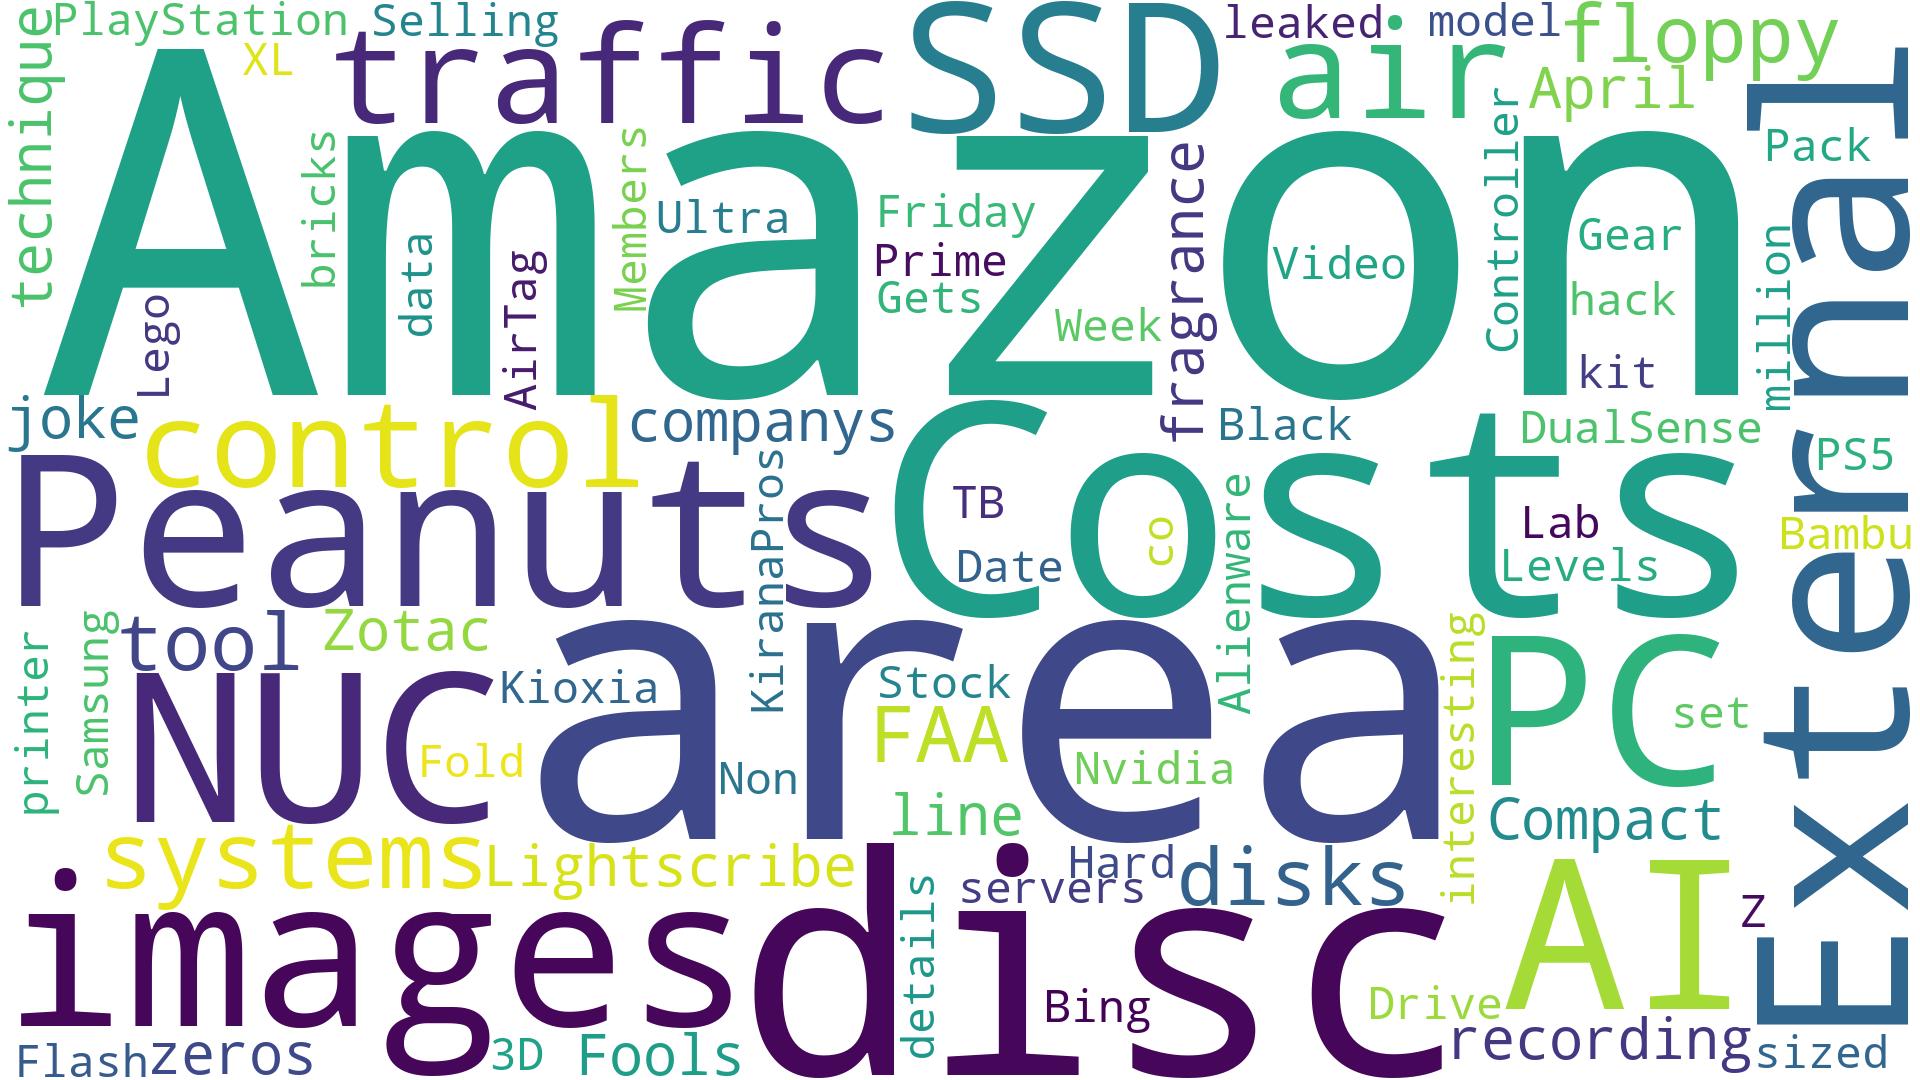 PlayStation
Selling
XL
technique
traffic
SSD
leaked
air
model
floppy
April
Amazon
External
bricks
data
AirTag
Members
Ultra
Friday
Prime
Gets
Week
fragrance
Video
Controller
Gear
hack
kit
Pack
million
Lego
joke
control
companys
Black
DualSense
PS5
Peanuts
Costs
KiranaPros
TB
Date
co
Alienware
Lab
Levels
Bambu
printer
Samsung
tool
Zotac
NUC
Kioxia
Fold
area
Stock
FAA
Non
Nvidia
line
interesting
PC
set
Compact
systems
Lightscribe
Hard
servers
disks
images
disc
details
Bing
AI
Z
Drive
recording
sized
Flash
zeros
3D
Fools